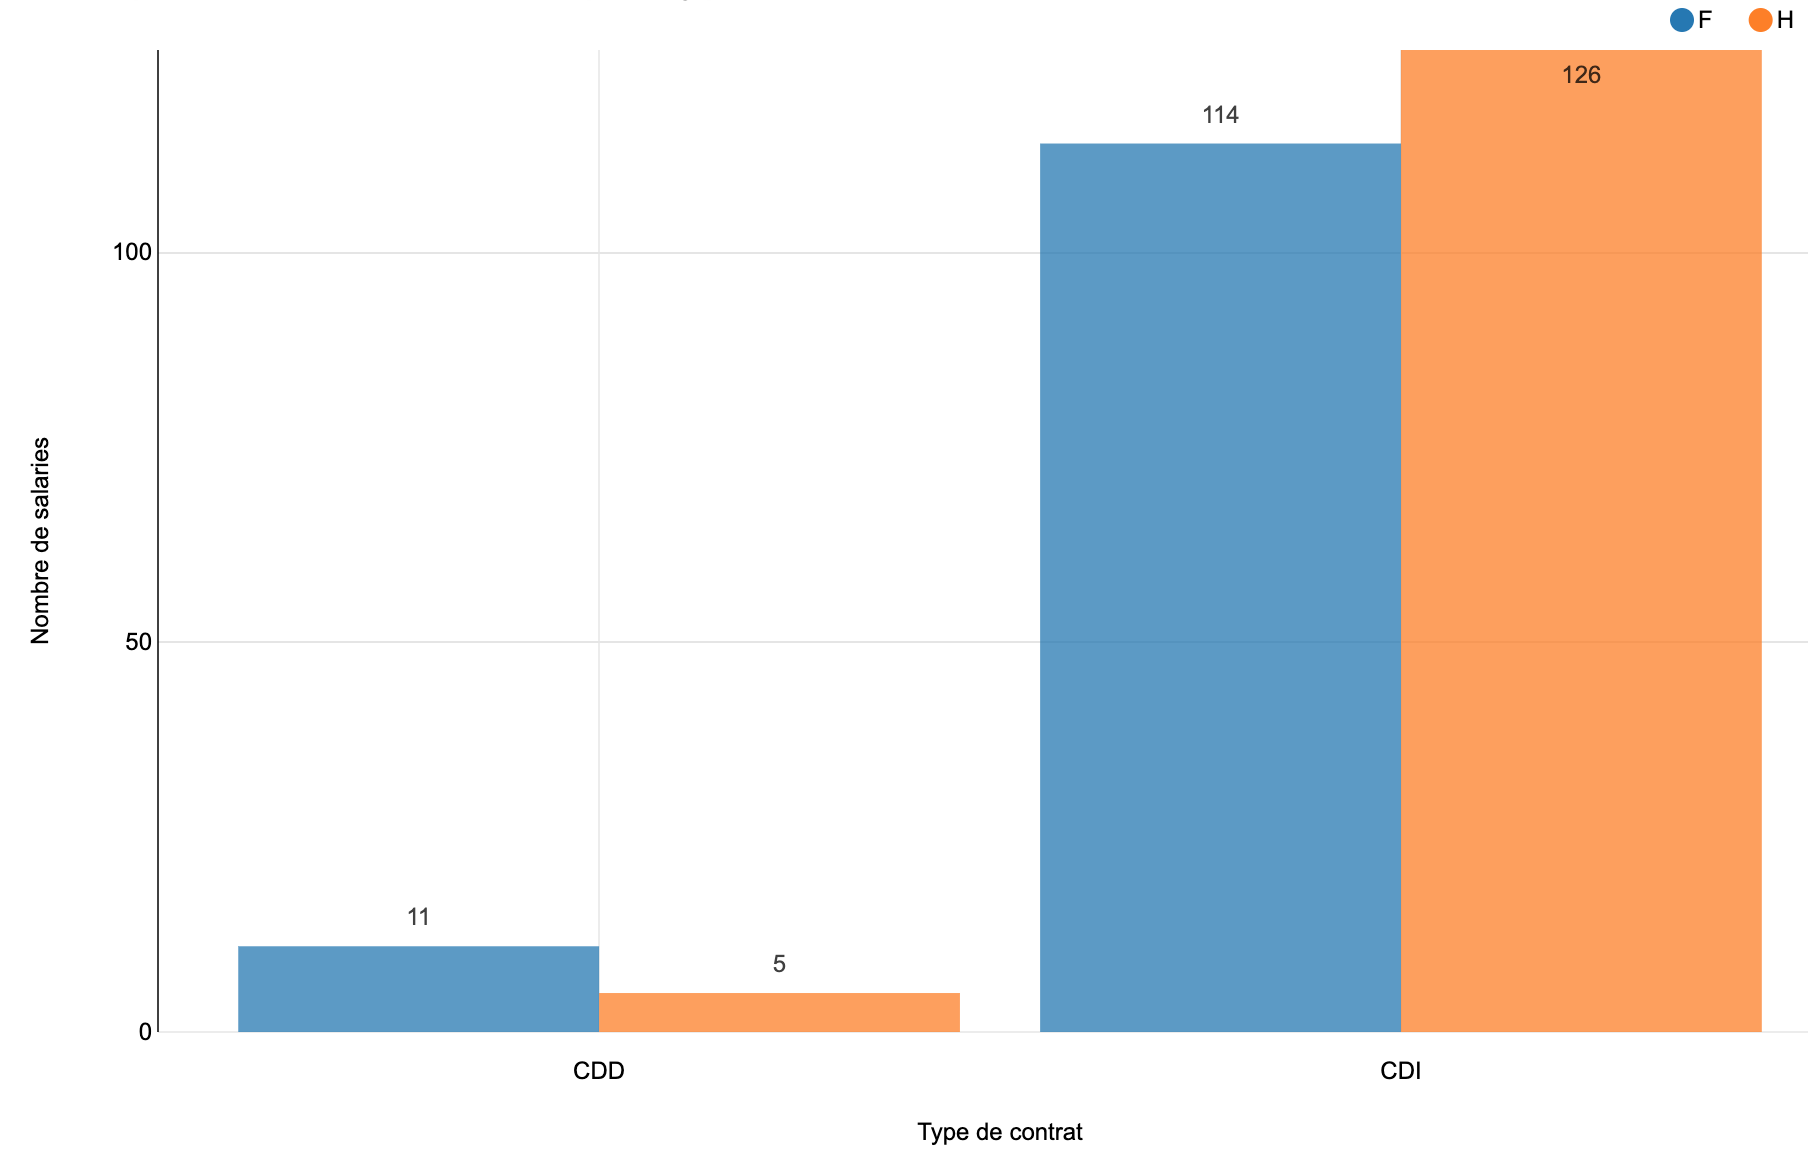 F H
126
114
100
50
11
5
0
Nombre de salaries
CDD CDI
Type de contrat